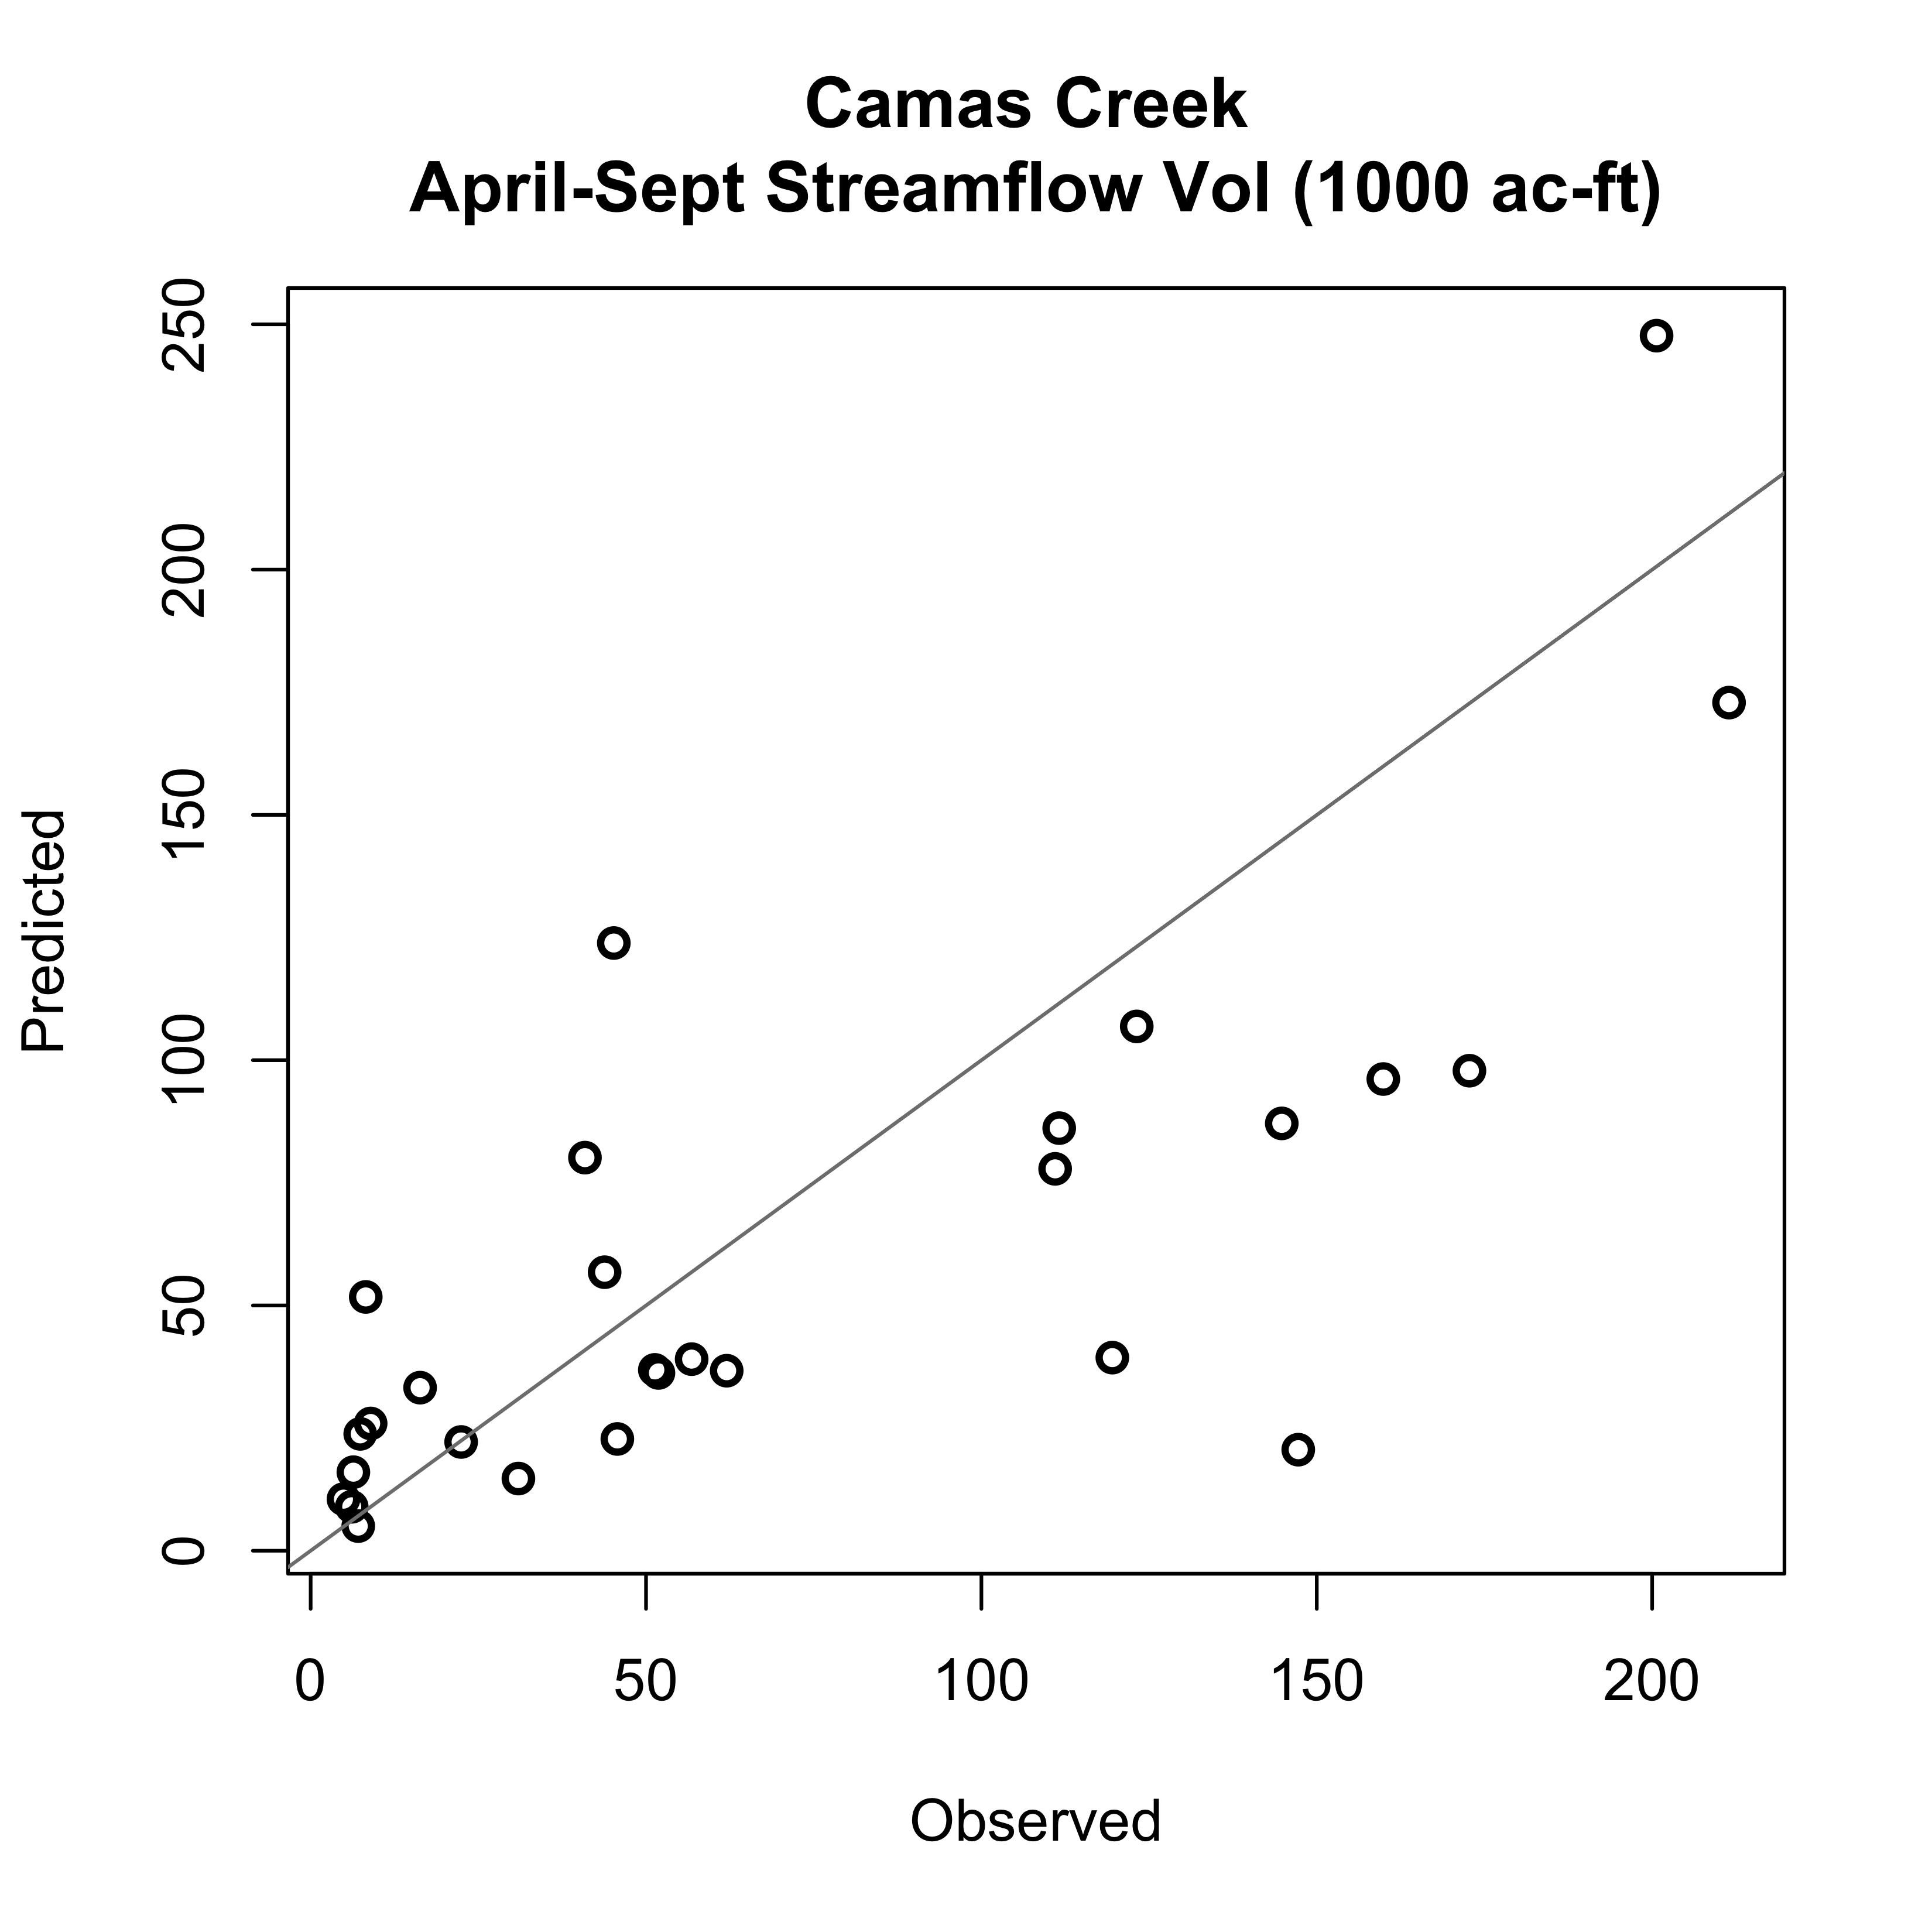 Camas Creek
April-Sept Streamflow Vol (1000 ac-ft)
250
200
150
100
50
0
Predicted
0 50 100 150 200
Observed